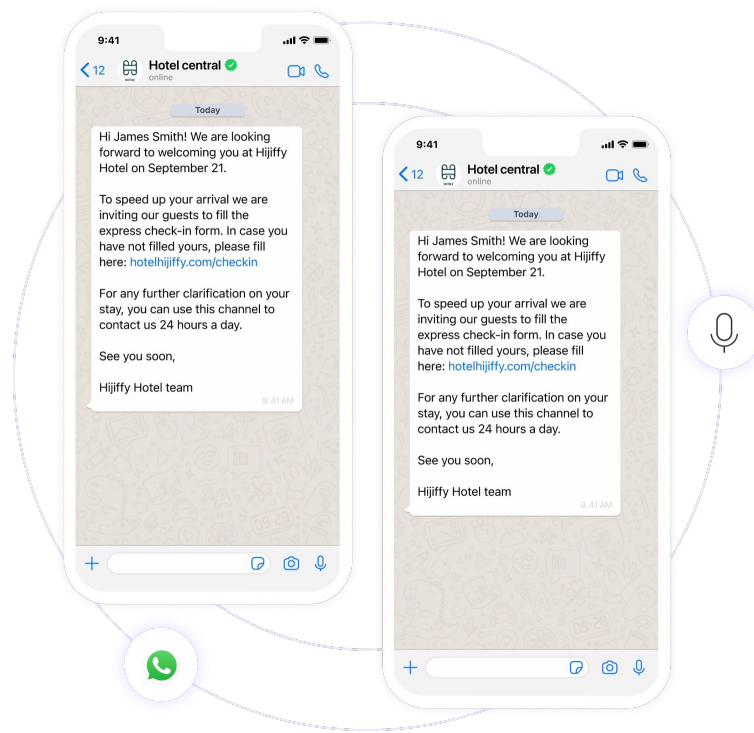 9:41
12
Hotel central
online
Today
Hi James Smith! We are looking
forward to welcoming you at Hijiffy
Hotel on September 21.
To speed up your arrival we are
inviting our guests to fill the
express check-in form. In case you
have not filled yours, please fill
here: hotelhijiffy.com/checkin
For any further clarification on your
stay, you can use this channel to
contact us 24 hours a day.
See you soon,
Hijiffy Hotel team
9.41 AM
9:41
12
Hotel central
online
Today
Hi James Smith! We are looking
forward to welcoming you at Hijiffy
Hotel on September 21.
To speed up your arrival we are
inviting our guests to fill the
express check-in form. In case you
have not filled yours, please fill
here: hotelhijiffy.com/checkin
For any further clarification on your
stay, you can use this channel to
contact us 24 hours a day.
See you soon,
Hijiffy Hotel team
9.41 AM